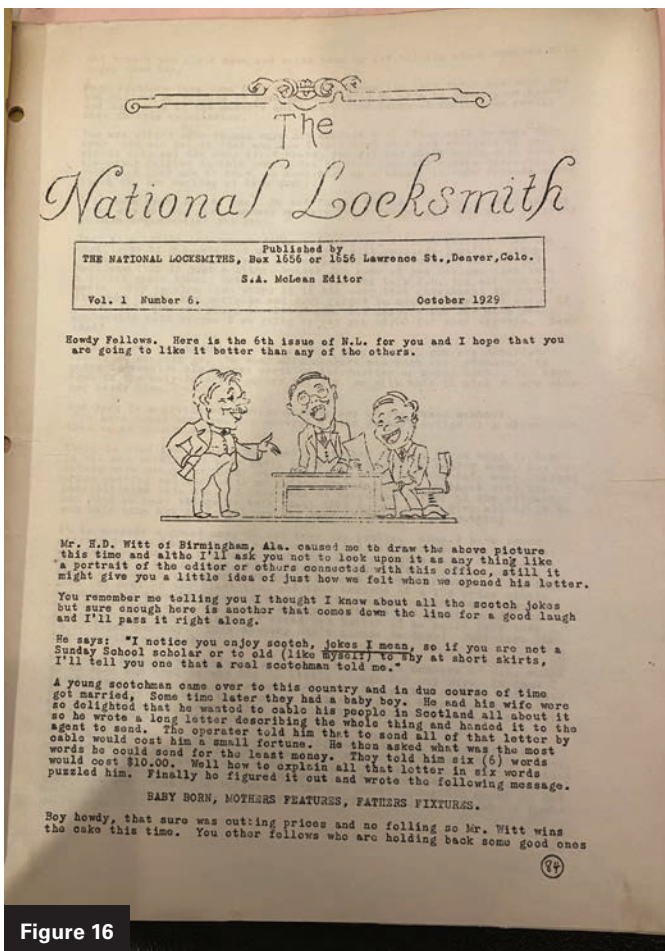 The
National Locksmith
Published by
THE NATIONAL LOCKSMITHS, Box 1656 or 1656 Lawrence St.,Denver,Colo.
S.A. McLean Editor
Vol. 1 Number 6. October 1929
Howdy Fellows. Here is the 6th issue of N.L. for you and I hope that you
are going to like it better than any of the others.
Mr. H.D. Witt of Birmingham, Ala. caused me to draw the above picture
this time and altho I'll ask you not to look upon it as any thing like
a portrait of the editor or others connected with this office, still it
might give you a little idea of just how we felt when we opened his letter.
You remember me telling you I thought I knew about all the scotch jokes
but sure enough here is another that comes down the line for a good laugh
and I'll pass it right along.
He says: "I notice you enjoy scotch, jokes I mean, so if you are not a
Sunday School scholar or to old (like myself) to shy at short skirts,
I'll tell you one that a real scotchman told me."
A young scotchman came over to this country and in due course of time
got married, Some time later they had a baby boy. He and his wife were
so delighted that he wanted to cable his people in Scotland all about it
so he wrote a long letter describing the whole thing and handed it to the
agent to send. The operater told him that to send all of that letter by
cable would cost him a small fortune. He then asked what was the most
words he could send for the least money. They told him six (6) words
would cost $10.00. Well how to explain all that letter in six words
puzzled him. Finally he figured it out and wrote the following message.
BABY BORN, MOTHERS FEATURES, FATHERS FIXTURES.
Boy howdy, that sure was cutting prices and no folling so Mr. Witt wins
the cake this time. You other fellows who are holding back some good ones
84
Figure 16